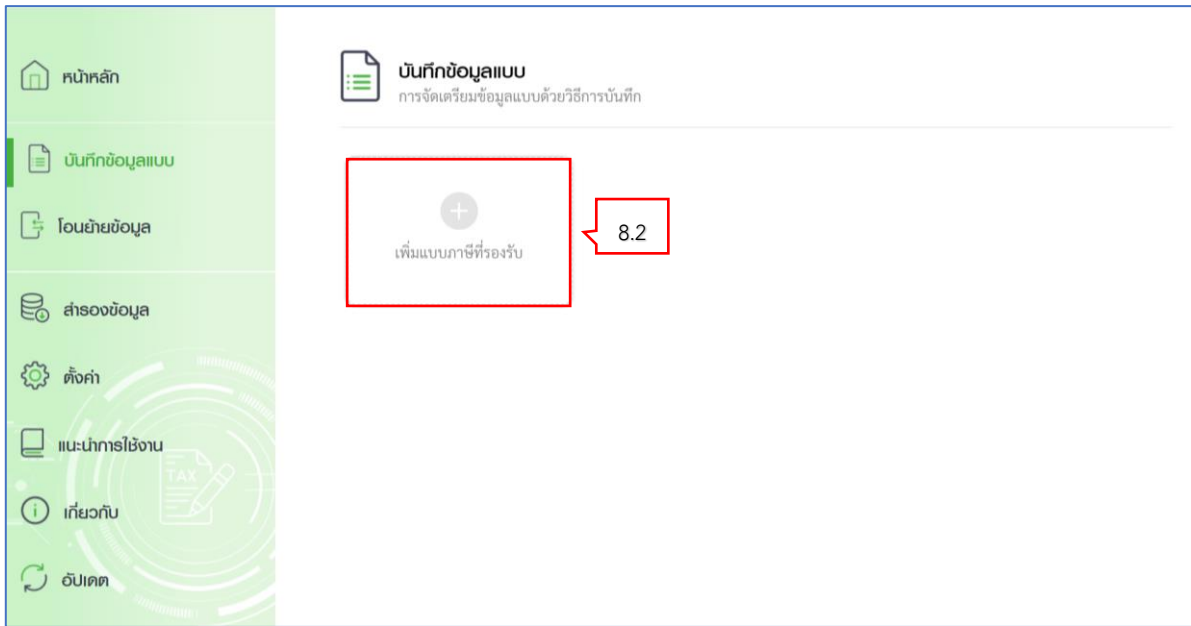 หน้าหลัก
บันทึกข้อมูลแบบ
โอนย้ายข้อมูล
สำรองข้อมูล
ตั้งค่า
แนะนำการใช้งาน
TAX
เกี่ยวกับ
อัปเดต
บันทึกข้อมูลแบบ
การจัดเตรียมข้อมูลแบบด้วยวิธีการบันทึก
เพิ่มแบบภาษีที่รองรับ
8.2